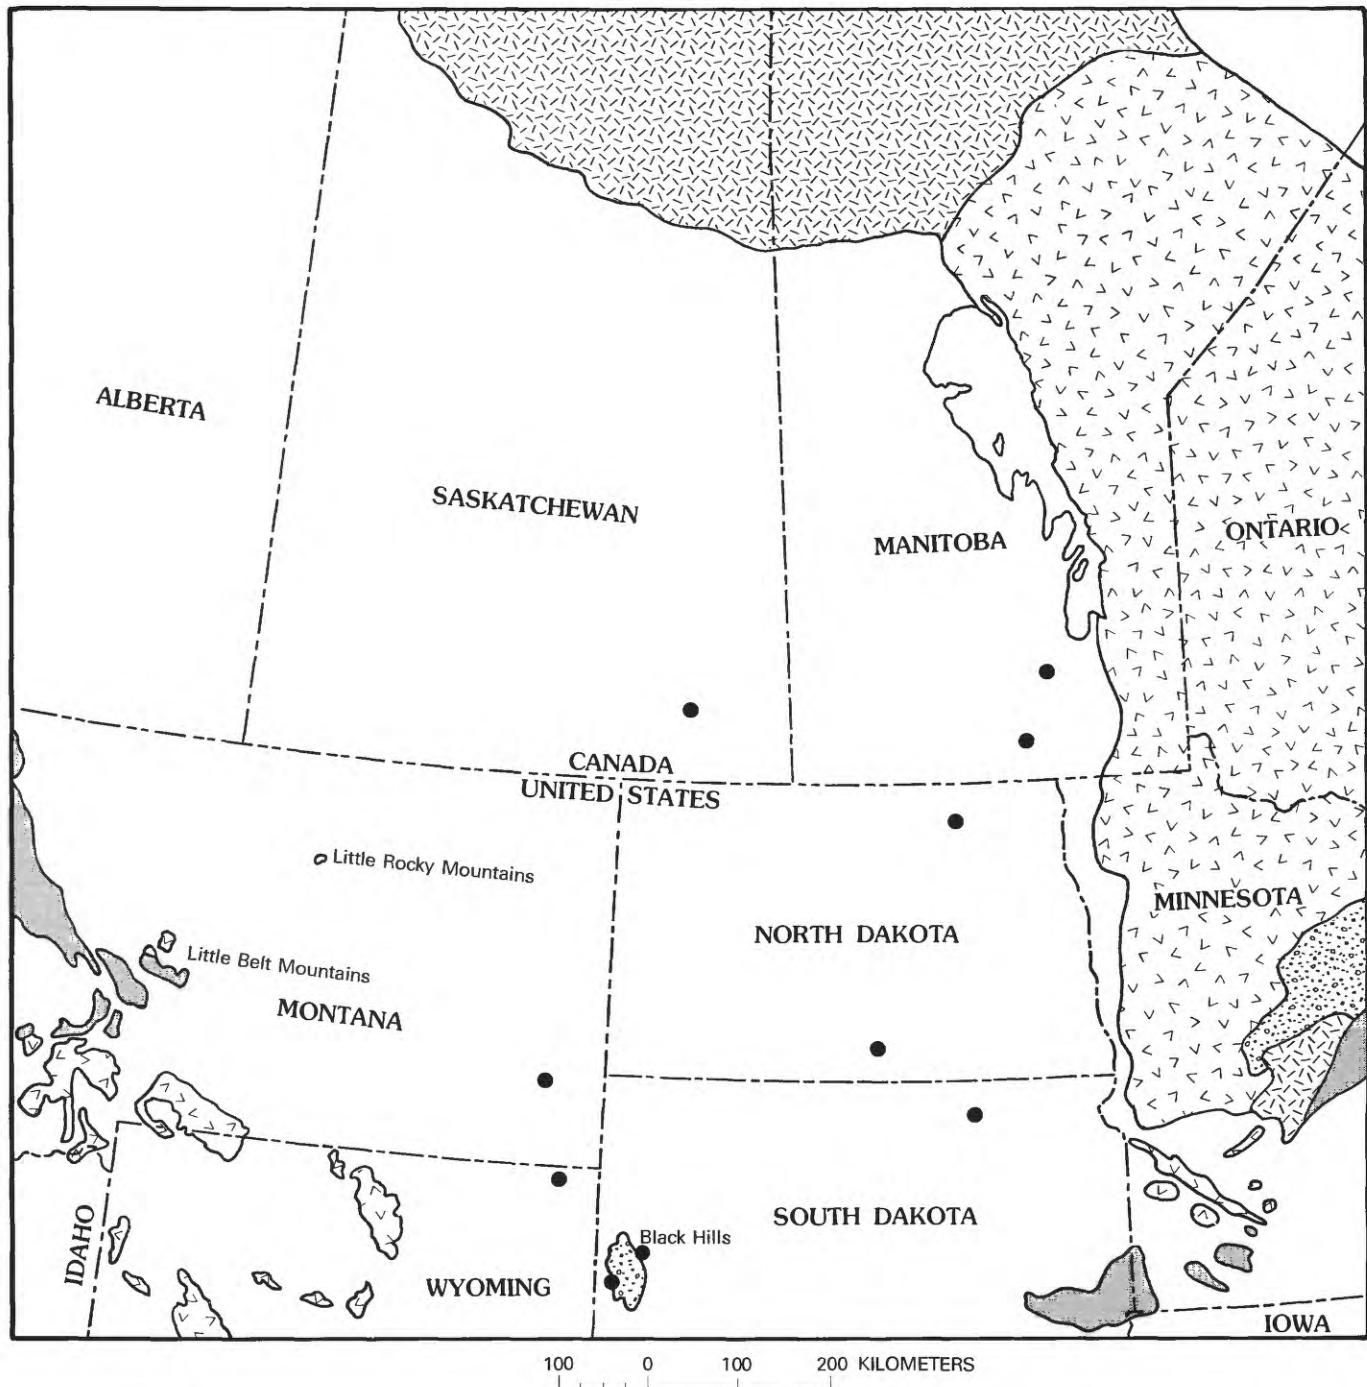 ALBERTA
SASKATCHEWAN
MANITOBA
ONTARIO
CANADA
UNITED STATES
Little Rocky Mountains
MINNESOTA
NORTH DAKOTA
Little Belt Mountains
MONTANA
SOUTH DAKOTA
Black Hills
IDAHO
WYOMING
IOWA
100 0 100 200 KILOMETERS